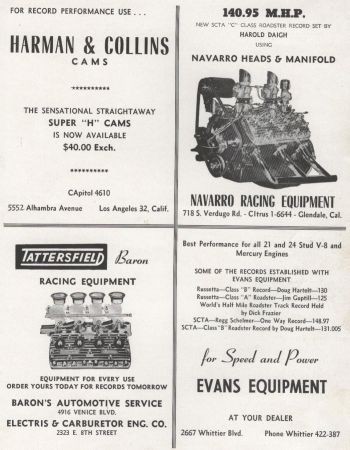 FOR RECORD PERFORMANCE USE . . .
HARMAN & COLLINS
CAMS
**********
THE SENSATIONAL STRAIGHTAWAY
SUPER "H" CAMS
IS NOW AVAILABLE
$40.00 Exch.
**********
CApitol 4610
5552 Alhambra Avenue Los Angeles 32, Calif.
140.95 M.H.P.
NEW SCTA "C" CLASS ROADSTER RECORD SET BY
HAROLD DAIGH
USING
NAVARRO HEADS & MANIFOLD
NAVARRO RACING EQUIPMENT
718 S. Verdugo Rd. - CItrus 1-6644 - Glendale, Cal.
TATTERSFIELD Baron
RACING EQUIPMENT
EQUIPMENT FOR EVERY USE
ORDER YOURS TODAY FOR RECORDS TOMORROW
BARON'S AUTOMOTIVE SERVICE
4916 VENICE BLVD.
ELECTRIS & CARBURETOR ENG. CO.
2323 E. 8TH STREET
Best Performance for all 21 and 24 Stud V-8 and
Mercury Engines
SOME OF THE RECORDS ESTABLISHED WITH
EVANS EQUIPMENT
Russetta—Class "B" Record—Doug Hartelt—130
Russetta—Class "A" Roadster—Jim Guptill—125
World's Half Mile Roadster Track Record Held
by Dick Frazier
SCTA—Regg Schelmer—One Way Record—148.97
SCTA—Class "B" Roadster Record by Doug Hartelt—131.005
for Speed and Power
EVANS EQUIPMENT
AT YOUR DEALER
2667 Whittier Blvd. Phone Whittier 422-387